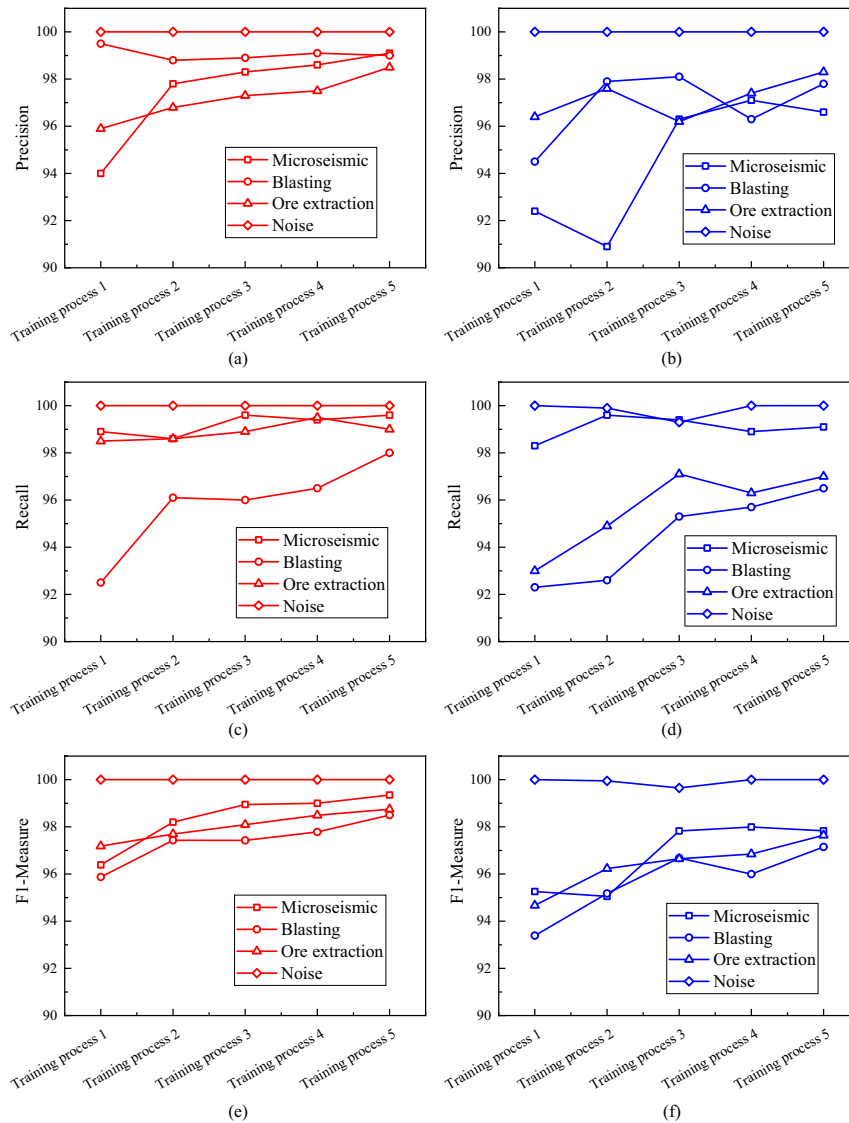 100
98
96
94
92
90
Precision
Microseismic
Blasting
Ore extraction
Noise
Training process 1
Training process 2
Training process 3
Training process 4
Training process 5
(a)
100
98
96
94
92
90
Precision
Microseismic
Blasting
Ore extraction
Noise
Training process 1
Training process 2
Training process 3
Training process 4
Training process 5
(b)
100
98
96
94
92
90
Recall
Microseismic
Blasting
Ore extraction
Noise
Training process 1
Training process 2
Training process 3
Training process 4
Training process 5
(c)
100
98
96
94
92
90
Recall
Microseismic
Blasting
Ore extraction
Noise
Training process 1
Training process 2
Training process 3
Training process 4
Training process 5
(d)
100
98
96
94
92
90
F1-Measure
Microseismic
Blasting
Ore extraction
Noise
Training process 1
Training process 2
Training process 3
Training process 4
Training process 5
(e)
100
98
96
94
92
90
F1-Measure
Microseismic
Blasting
Ore extraction
Noise
Training process 1
Training process 2
Training process 3
Training process 4
Training process 5
(f)